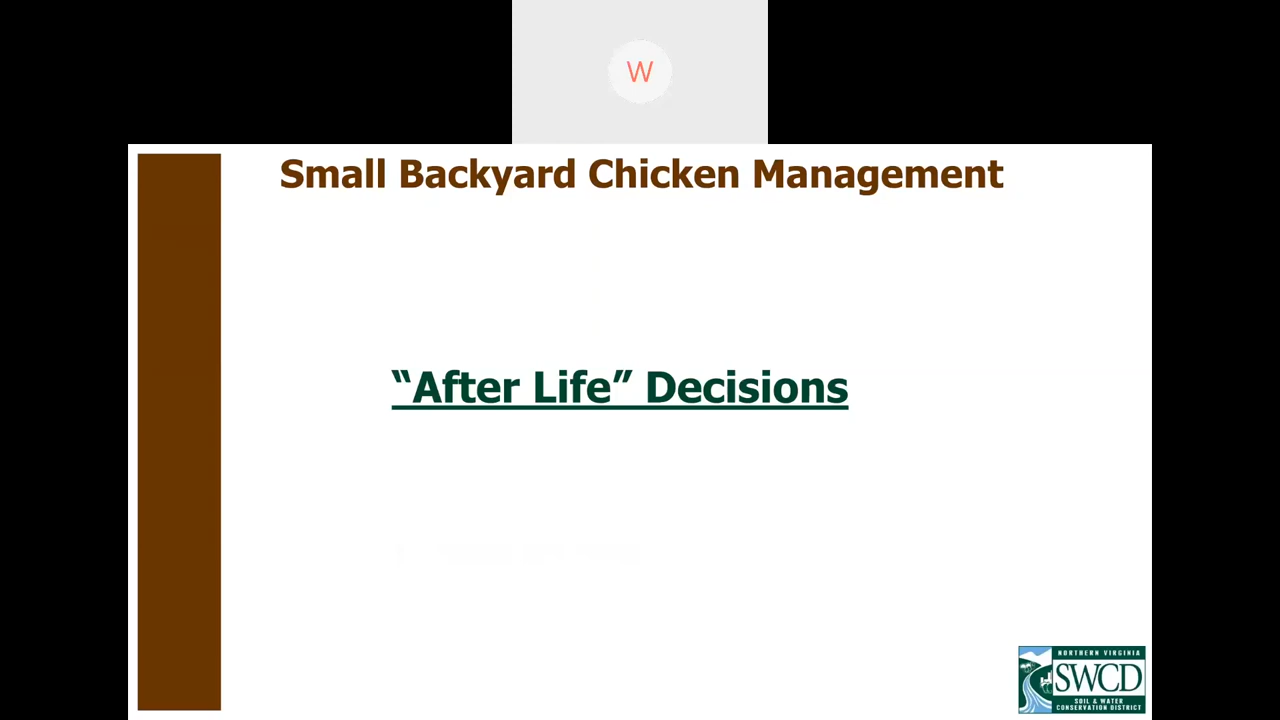 W
Small Backyard Chicken Management
“After Life” Decisions
NORTHERN VIRGINIA
SWCD
SOIL & WATER
CONSERVATION DISTRICT